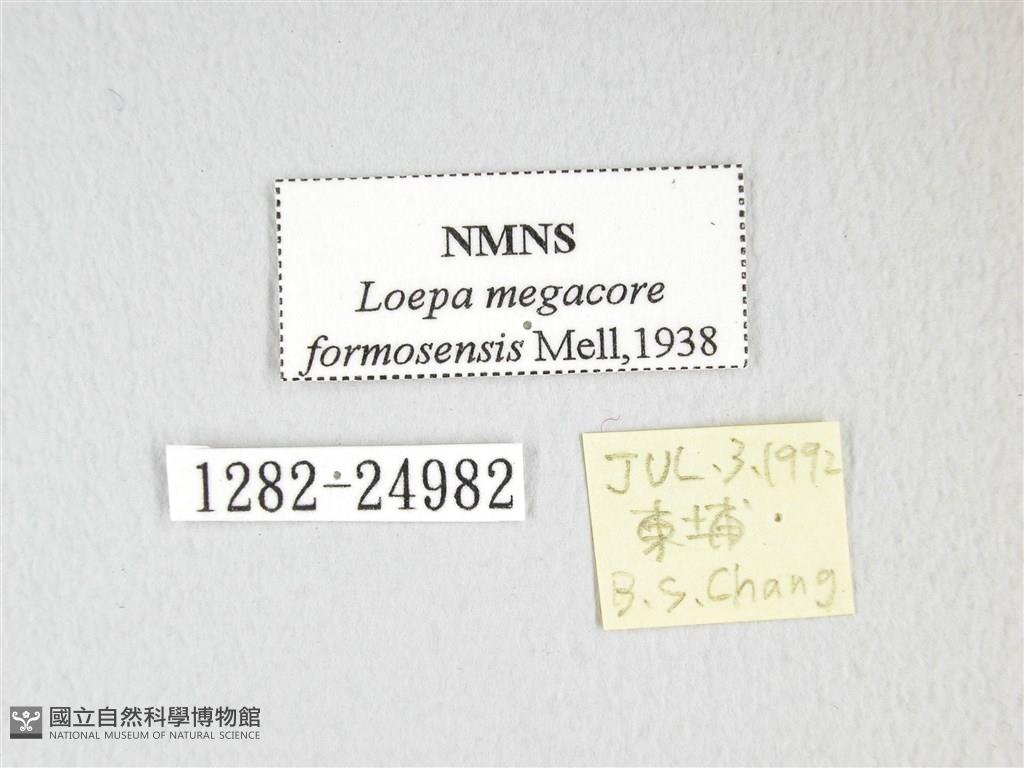 NMNS
Loepa megacore
formosensis Mell,1938
1282-24982
JUL.3.1992
東埔
B.S.Chang
國立自然科學博物館
NATIONAL MUSEUM OF NATURAL SCIENCE